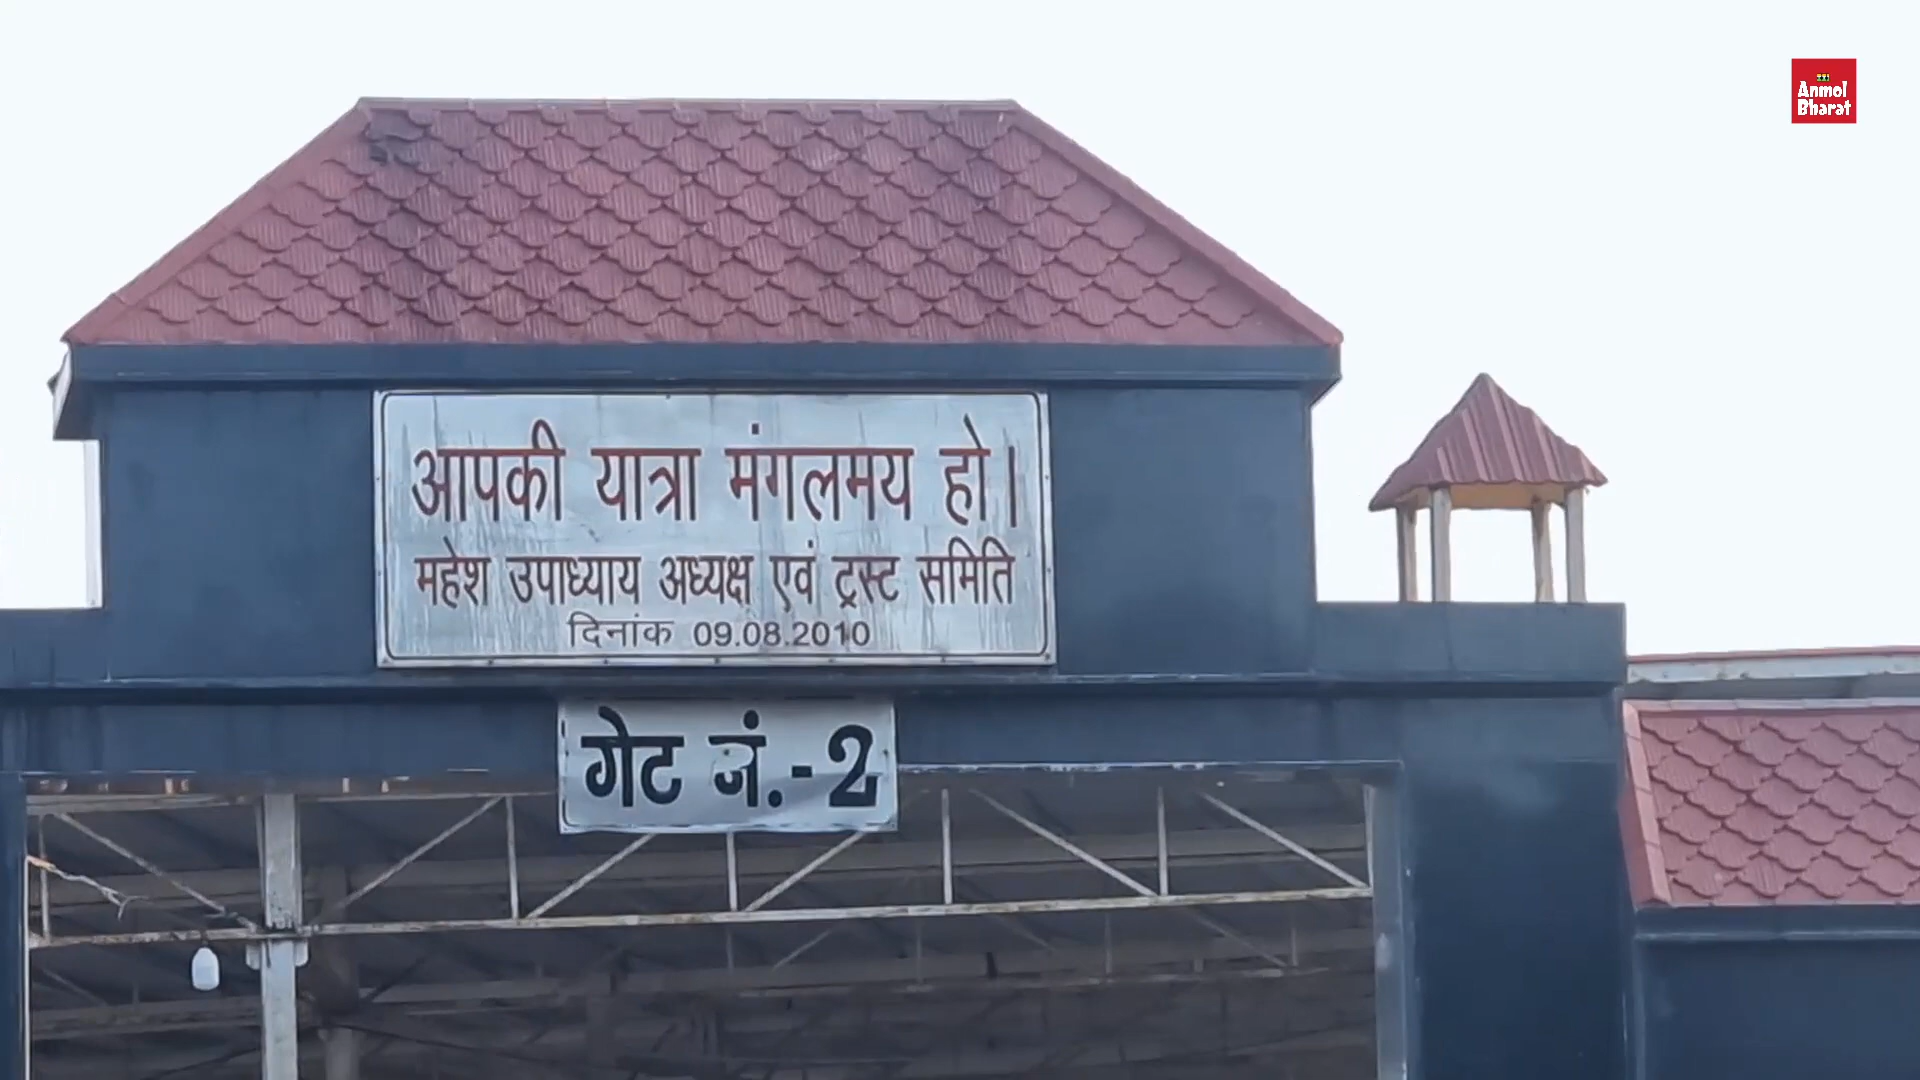 Anmol
Bharat
आपकी यात्रा मंगलमय हो।
महेश उपाध्याय अध्यक्ष एवं ट्रस्ट समिति
दिनांक 09.08.2010
गेट नं.-2